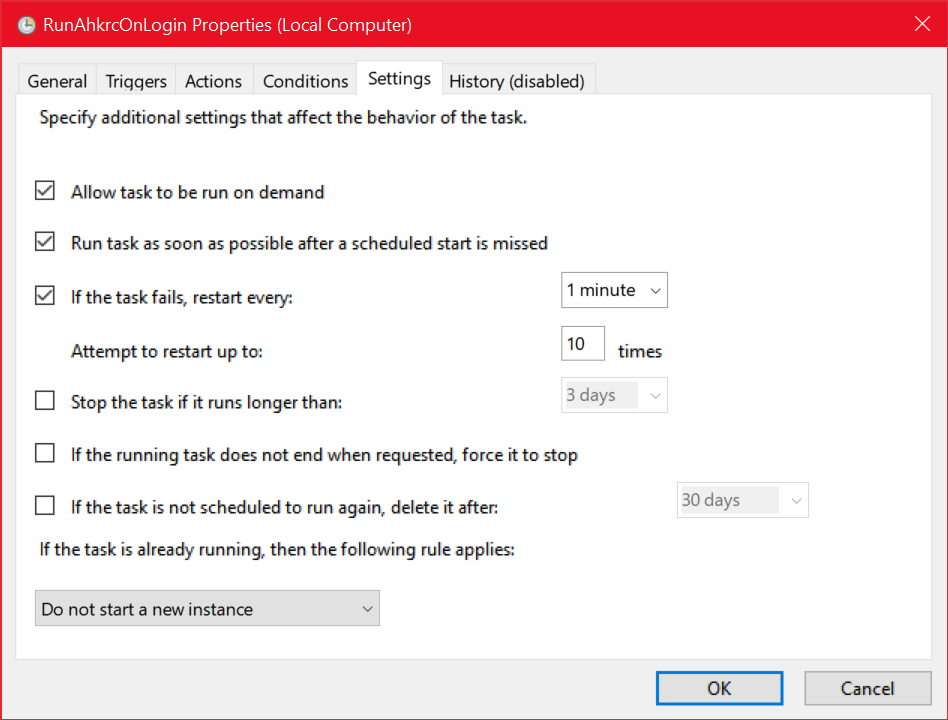 RunAhkrcOnLogin Properties (Local Computer)
General Triggers Actions Conditions Settings History (disabled)
Specify additional settings that affect the behavior of the task.
Allow task to be run on demand
Run task as soon as possible after a scheduled start is missed
If the task fails, restart every: 1 minute
Attempt to restart up to: 10 times
Stop the task if it runs longer than: 3 days
If the running task does not end when requested, force it to stop
If the task is not scheduled to run again, delete it after: 30 days
If the task is already running, then the following rule applies:
Do not start a new instance
OK Cancel